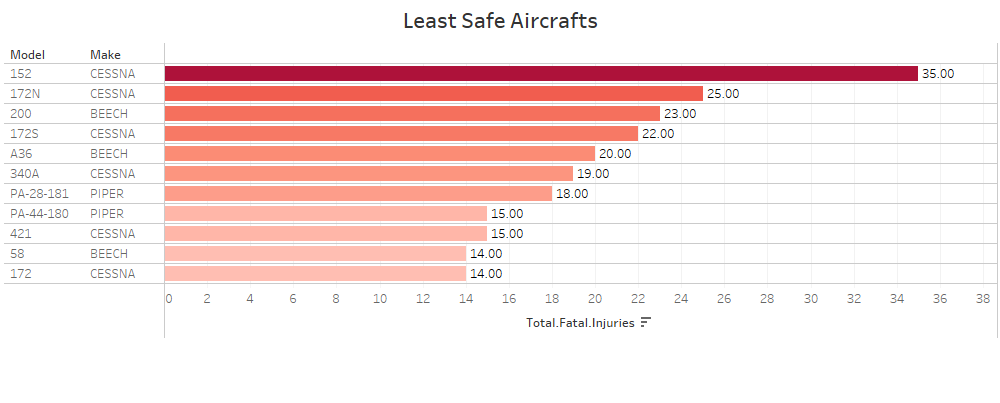 Least Safe Aircrafts
Model Make
152 CESSNA 35.00
172N CESSNA 25.00
200 BEECH 23.00
172S CESSNA 22.00
A36 BEECH 20.00
340A CESSNA 19.00
PA-28-181 PIPER 18.00
PA-44-180 PIPER 15.00
421 CESSNA 15.00
58 BEECH 14.00
172 CESSNA 14.00
0 2 4 6 8 10 12 14 16 18 20 22 24 26 28 30 32 34 36 38
Total.Fatal.Injuries